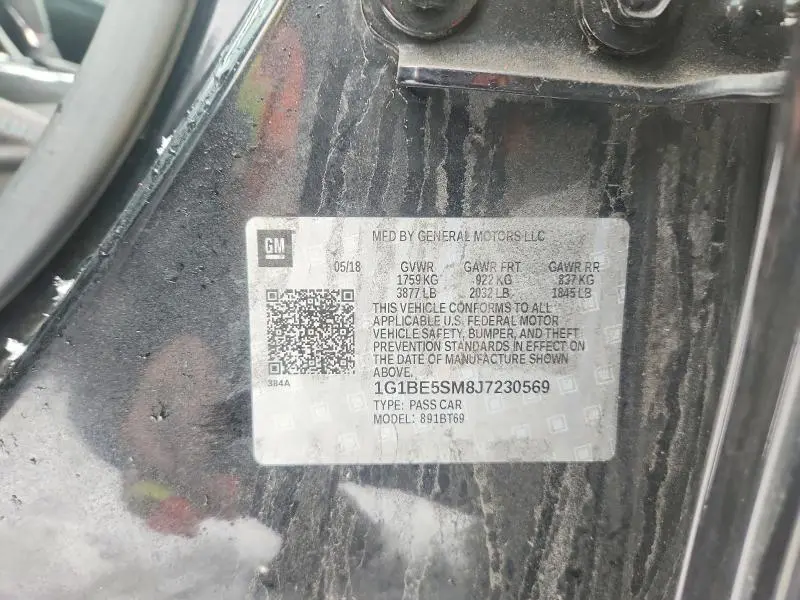 GM
MFD BY GENERAL MOTORS LLC
05/18 GVWR GAWR FRT GAWR RR
1759 KG 922 KG 837 KG
3877 LB 2032 LB 1845 LB
THIS VEHICLE CONFORMS TO ALL
APPLICABLE U.S. FEDERAL MOTOR
VEHICLE SAFETY, BUMPER, AND THEFT
PREVENTION STANDARDS IN EFFECT ON
THE DATE OF MANUFACTURE SHOWN
ABOVE.
384A
1G1BE5SM8J7230569
TYPE: PASS CAR
MODEL: 891BT69